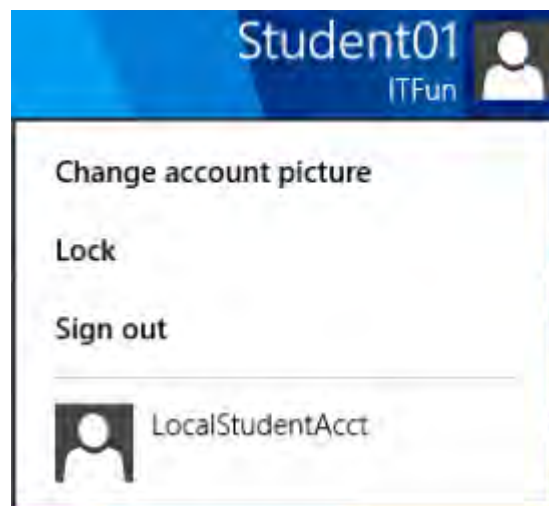 Student01
ITFun
Change account picture
Lock
Sign out
LocalStudentAcct